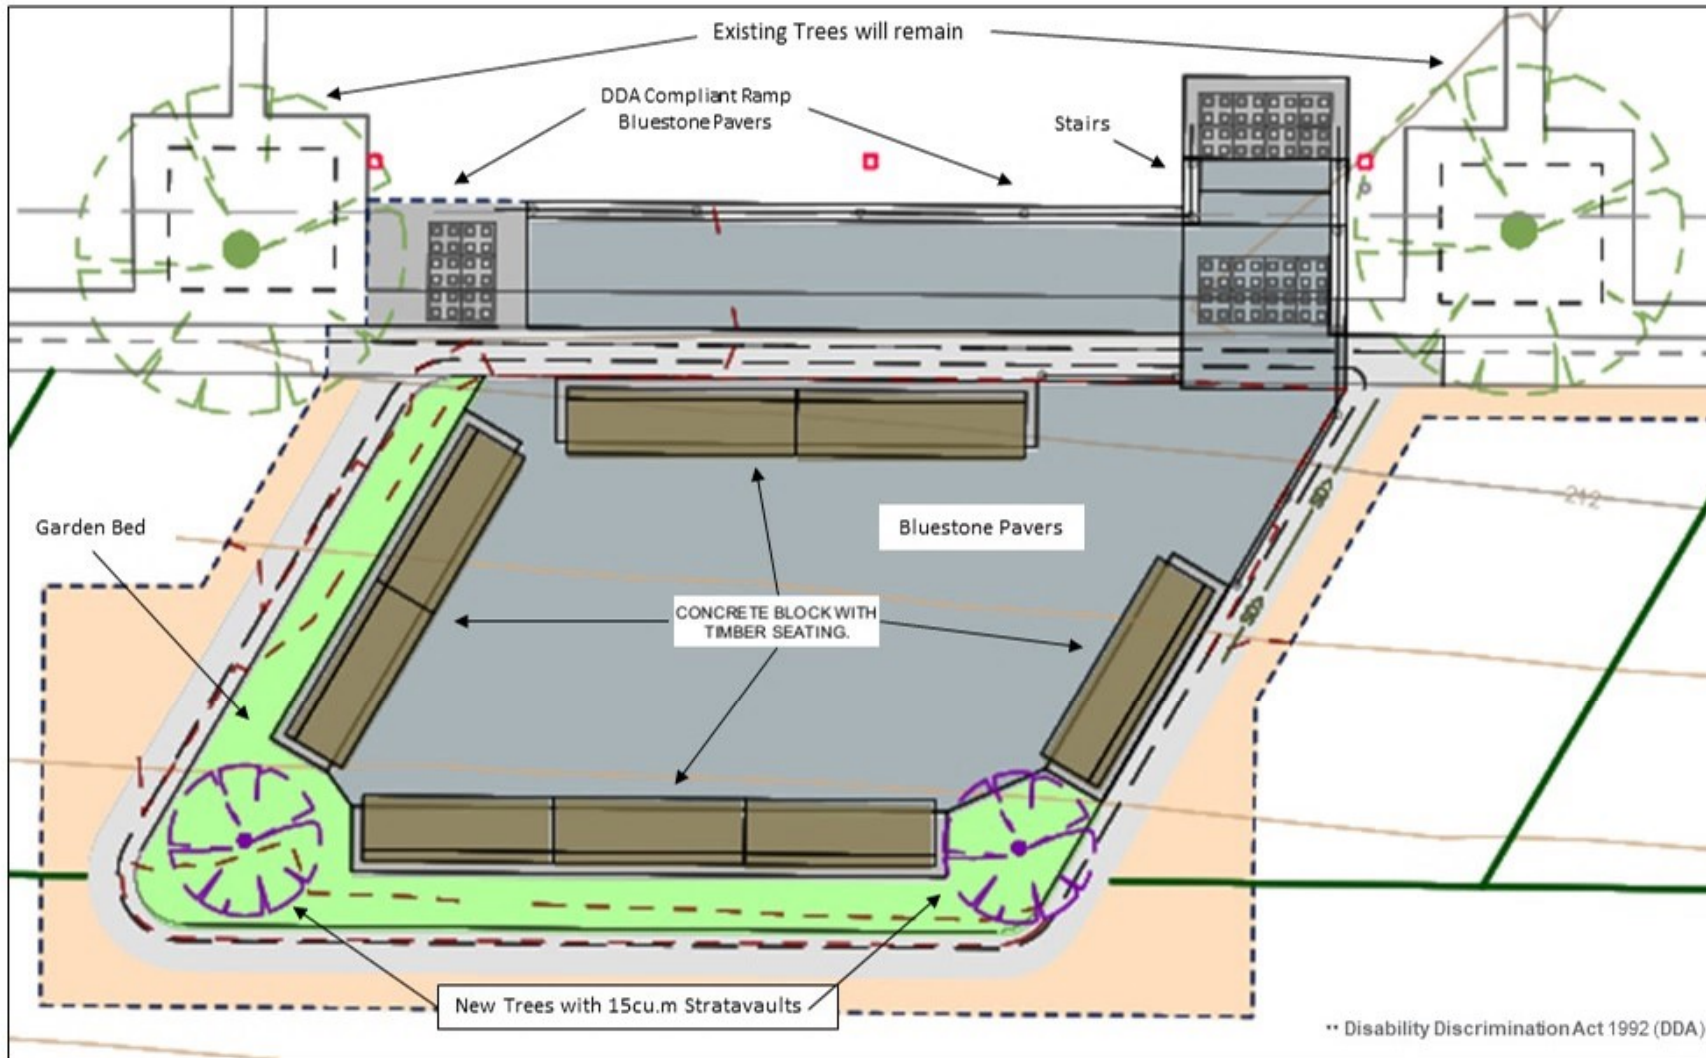 Existing Trees will remain
DDA Compliant Ramp
Bluestone Pavers
Stairs
212
Garden Bed
Bluestone Pavers
CONCRETE BLOCK WITH
TIMBER SEATING.
New Trees with 15cu.m Stratavaults
•• Disability Discrimination Act 1992 (DDA)